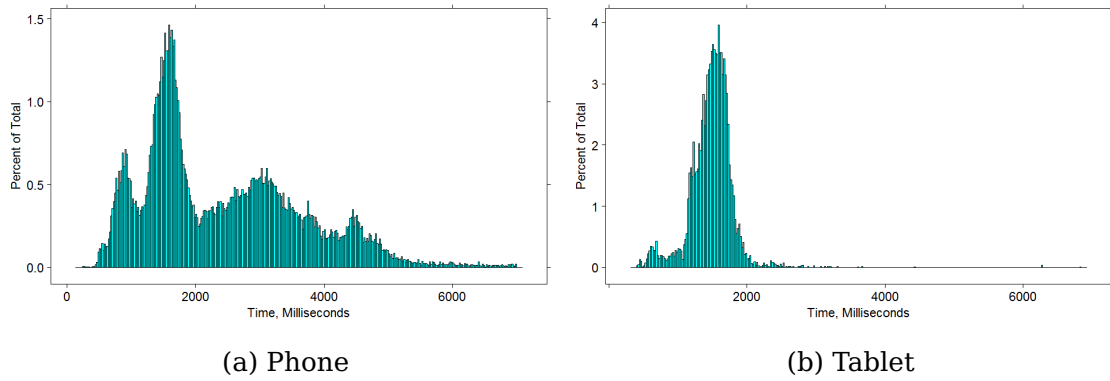 Percent of Total
1.5
1.0
0.5
0.0
0
2000
4000
6000
Time, Milliseconds
(a) Phone
Percent of Total
4
3
2
1
0
2000
4000
6000
Time, Milliseconds
(b) Tablet